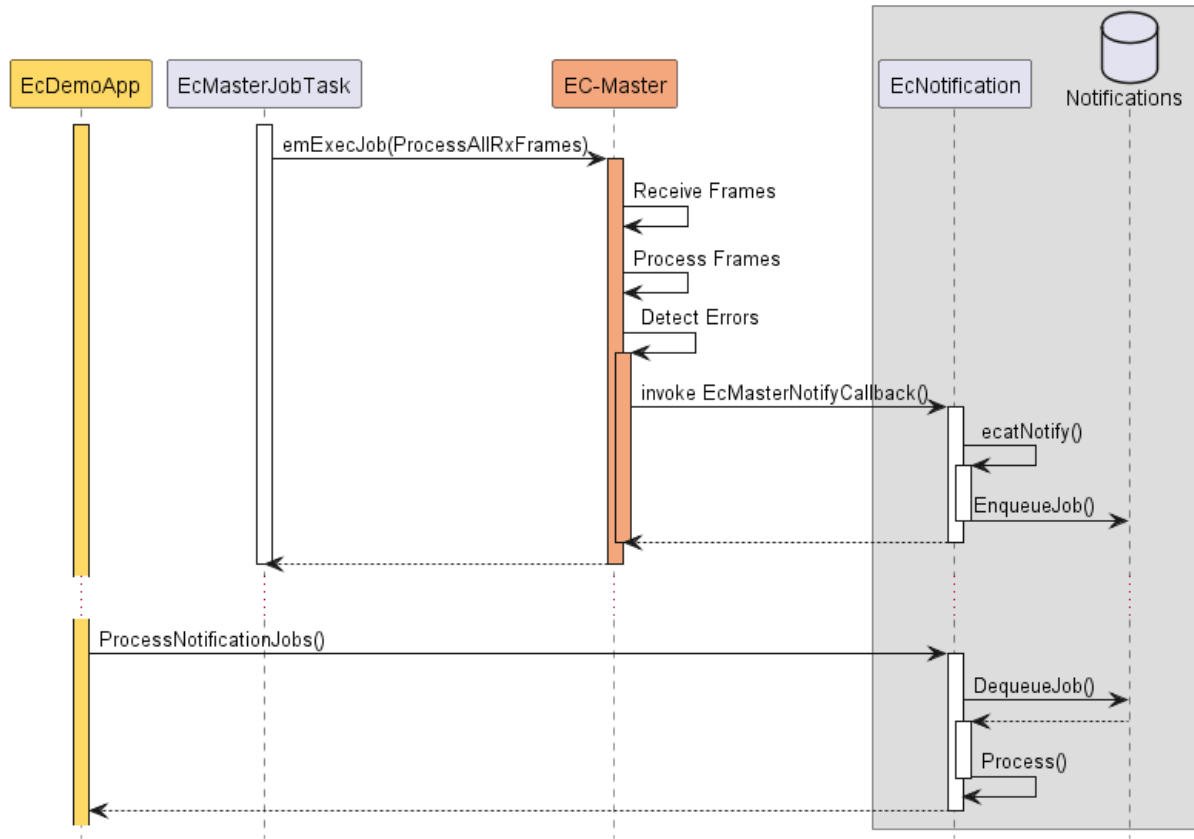 EcDemoApp
EcMasterJobTask
EC-Master
EcNotification
Notifications
emExecJob(ProcessAllRxFrames)
Receive Frames
Process Frames
Detect Errors
invoke EcMasterNotifyCallback()
ecatNotify()
EnqueueJob()
ProcessNotificationJobs()
DequeueJob()
Process()